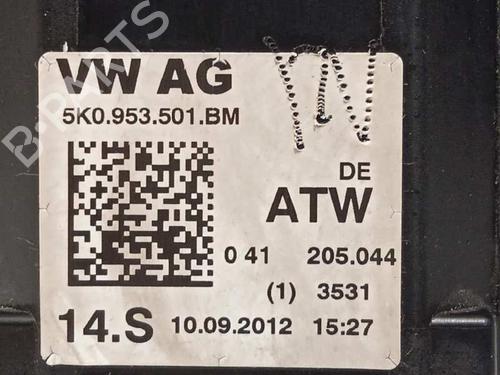 VW AG
5K0.953.501.BM
DE
ATW
0 41 205.044
(1) 3531
14.S 10.09.2012 15:27
B-PARTS